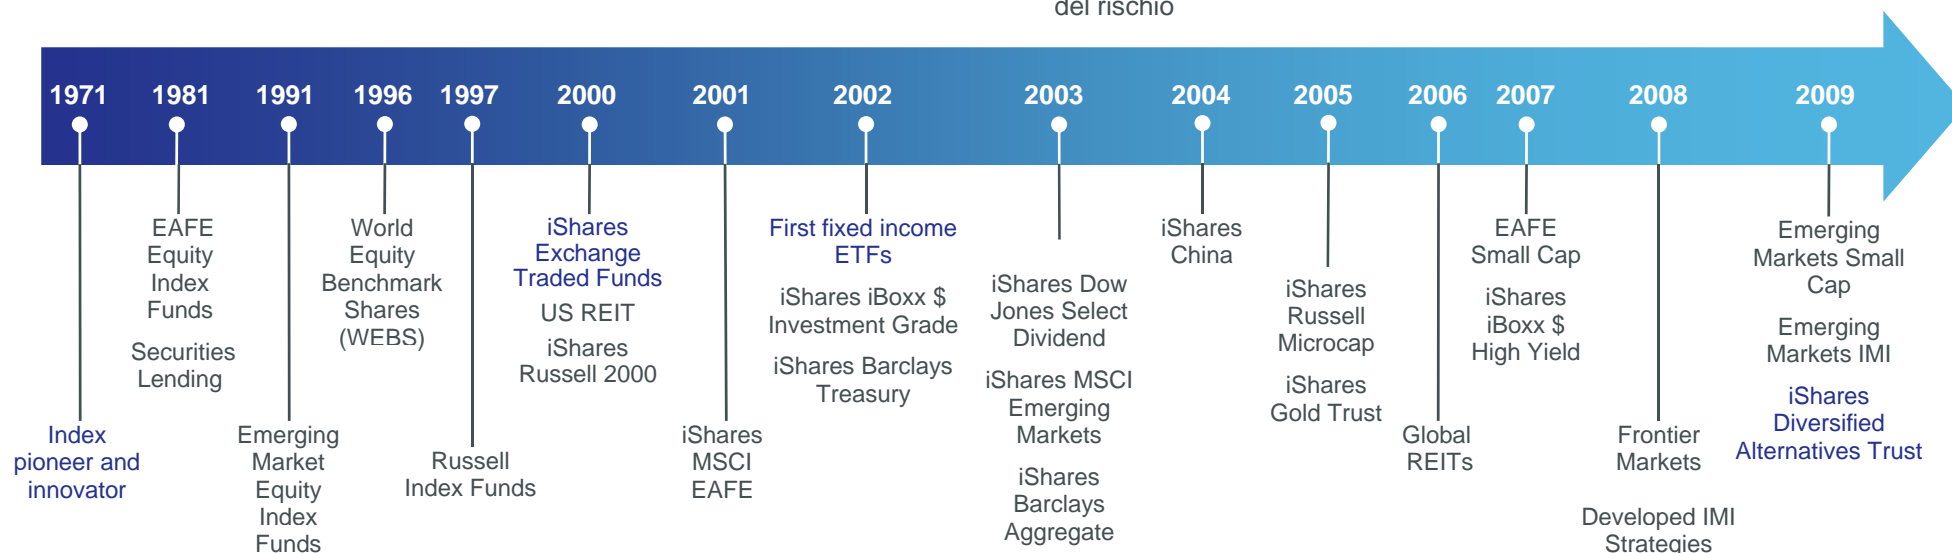 del rischio
1971 1981 1991 1996 1997 2000 2001 2002 2003 2004 2005 2006 2007 2008 2009
Index
pioneer and
innovator
EAFE
Equity
Index
Funds
Securities
Lending
Emerging
Market
Equity
Index
Funds
World
Equity
Benchmark
Shares
(WEBS)
Russell
Index Funds
iShares
Exchange
Traded Funds
US REIT
iShares
Russell 2000
iShares
MSCI
EAFE
First fixed income
ETFs
iShares iBoxx $
Investment Grade
iShares Barclays
Treasury
iShares Dow
Jones Select
Dividend
iShares MSCI
Emerging
Markets
iShares
Barclays
Aggregate
iShares
China
iShares
Russell
Microcap
iShares
Gold Trust
Global
REITs
EAFE
Small Cap
iShares
iBoxx $
High Yield
Frontier
Markets
Developed IMI
Strategies
Emerging
Markets Small
Cap
Emerging
Markets IMI
iShares
Diversified
Alternatives Trust